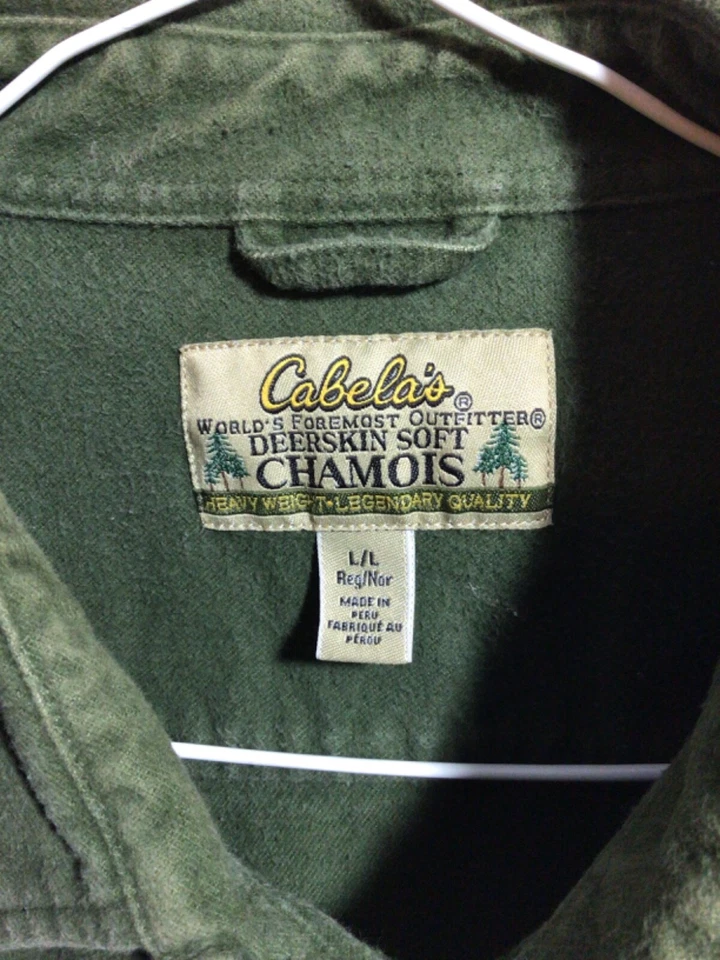 Cabela's®
WORLD'S FOREMOST OUTFITTER®
DEERSKIN SOFT
CHAMOIS
HEAVY WEIGHT•LEGENDARY QUALITY
L/L
Reg/Nor
MADE IN
PERU
FABRIQUÉ AU
PÉROU